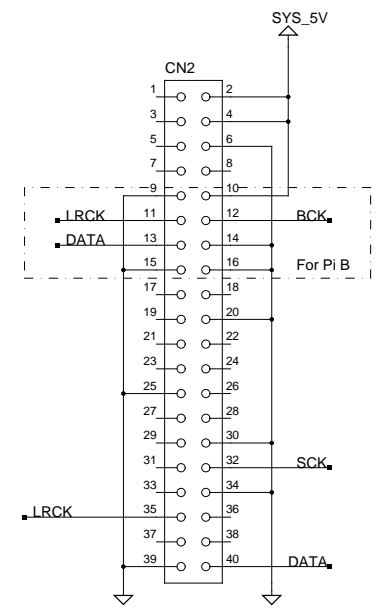 SYS_5V
CN2
1 2
3 4
5 6
7 8
9 10
LRCK 11 12 BCK
DATA 13 14
15 16 For Pi B
17 18
19 20
21 22
23 24
25 26
27 28
29 30
31 32 SCK
33 34
LRCK 35 36
37 38
39 40 DATA